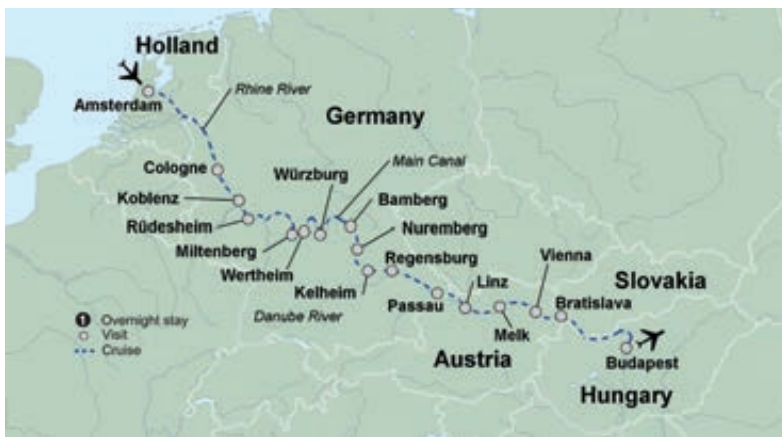 Holland
Amsterdam
Rhine River
Germany
Cologne
Würzburg
Main Canal
Koblenz
Bamberg
Rüdesheim
Nuremberg
Miltenberg
Wertheim
Regensburg
Vienna
Kelheim
Linz
Slovakia
Passau
Bratislava
Danube River
Melk
Austria
Budapest
Hungary
Overnight stay
Visit
Cruise